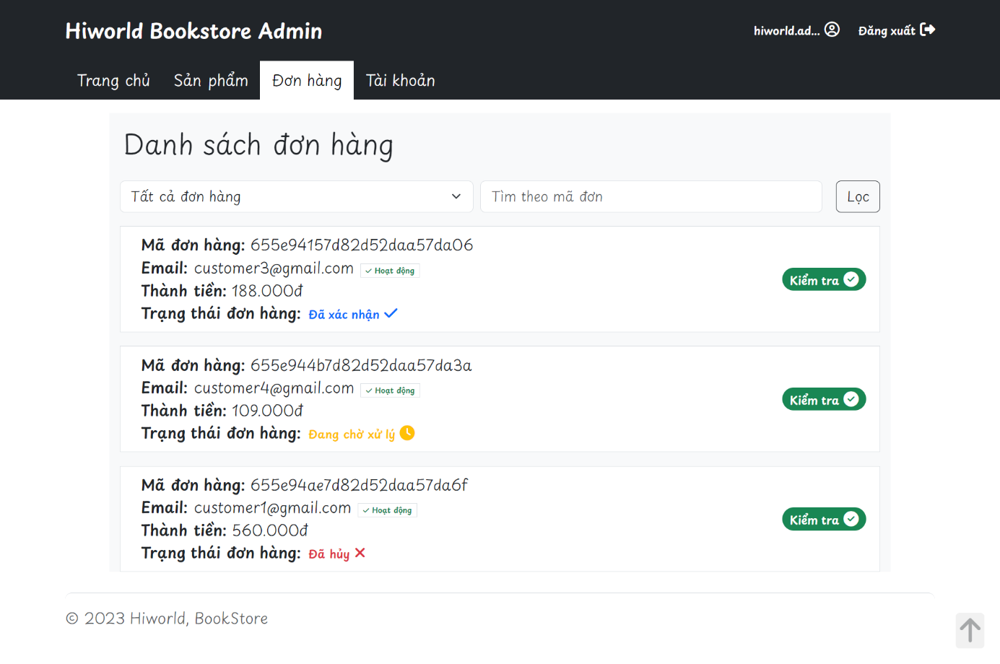 Hiworld Bookstore Admin
hiworld.ad...
Đăng xuất
Trang chủ
Sản phẩm
Đơn hàng
Tài khoản
Danh sách đơn hàng
Tất cả đơn hàng
Tìm theo mã đơn
Lọc
Mã đơn hàng: 655e94157d82d52daa57da06
Email: customer3@gmail.com Hoạt động
Thành tiền: 188.000đ
Trạng thái đơn hàng: Đã xác nhận
Kiểm tra
Mã đơn hàng: 655e944b7d82d52daa57da3a
Email: customer4@gmail.com Hoạt động
Thành tiền: 109.000đ
Trạng thái đơn hàng: Đang chờ xử lý
Kiểm tra
Mã đơn hàng: 655e94ae7d82d52daa57da6f
Email: customer1@gmail.com Hoạt động
Thành tiền: 560.000đ
Trạng thái đơn hàng: Đã hủy
Kiểm tra
© 2023 Hiworld, BookStore